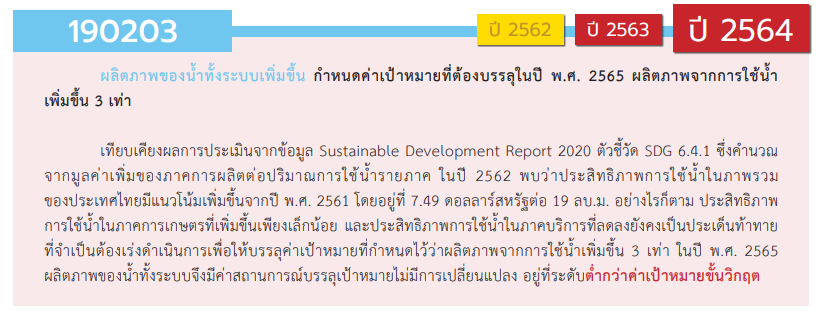 190203
ปี 2562
ปี 2563
ปี 2564
ผลิตภาพของน้ำทั้งระบบเพิ่มขึ้น กำหนดค่าเป้าหมายที่ต้องบรรลุในปี พ.ศ. 2565 ผลิตภาพจากการใช้น้ำ
เพิ่มขึ้น 3 เท่า
เทียบเคียงผลการประเมินจากข้อมูล Sustainable Development Report 2020 ตัวชี้วัด SDG 6.4.1 ซึ่งคำนวณ
จากมูลค่าเพิ่มของภาคการผลิตต่อปริมาณการใช้น้ำรายภาค ในปี 2562 พบว่าประสิทธิภาพการใช้น้ำในภาพรวม
ของประเทศไทยมีแนวโน้มเพิ่มขึ้นจากปี พ.ศ. 2561 โดยอยู่ที่ 7.49 ดอลลาร์สหรัฐต่อ 19 ลบ.ม. อย่างไรก็ตาม ประสิทธิภาพ
การใช้น้ำในภาคการเกษตรที่เพิ่มขึ้นเพียงเล็กน้อย และประสิทธิภาพการใช้น้ำในภาคบริการที่ลดลงยังคงเป็นประเด็นท้าทาย
ที่จำเป็นต้องเร่งดำเนินการเพื่อให้บรรลุค่าเป้าหมายที่กำหนดไว้ว่าผลิตภาพจากการใช้น้ำเพิ่มขึ้น 3 เท่า ในปี พ.ศ. 2565
ผลิตภาพของน้ำทั้งระบบจึงมีค่าสถานการณ์บรรลุเป้าหมายไม่มีการเปลี่ยนแปลง อยู่ที่ระดับต่ำกว่าค่าเป้าหมายขั้นวิกฤต